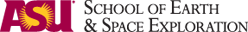 ASU SCHOOL OF EARTH
& SPACE EXPLORATION